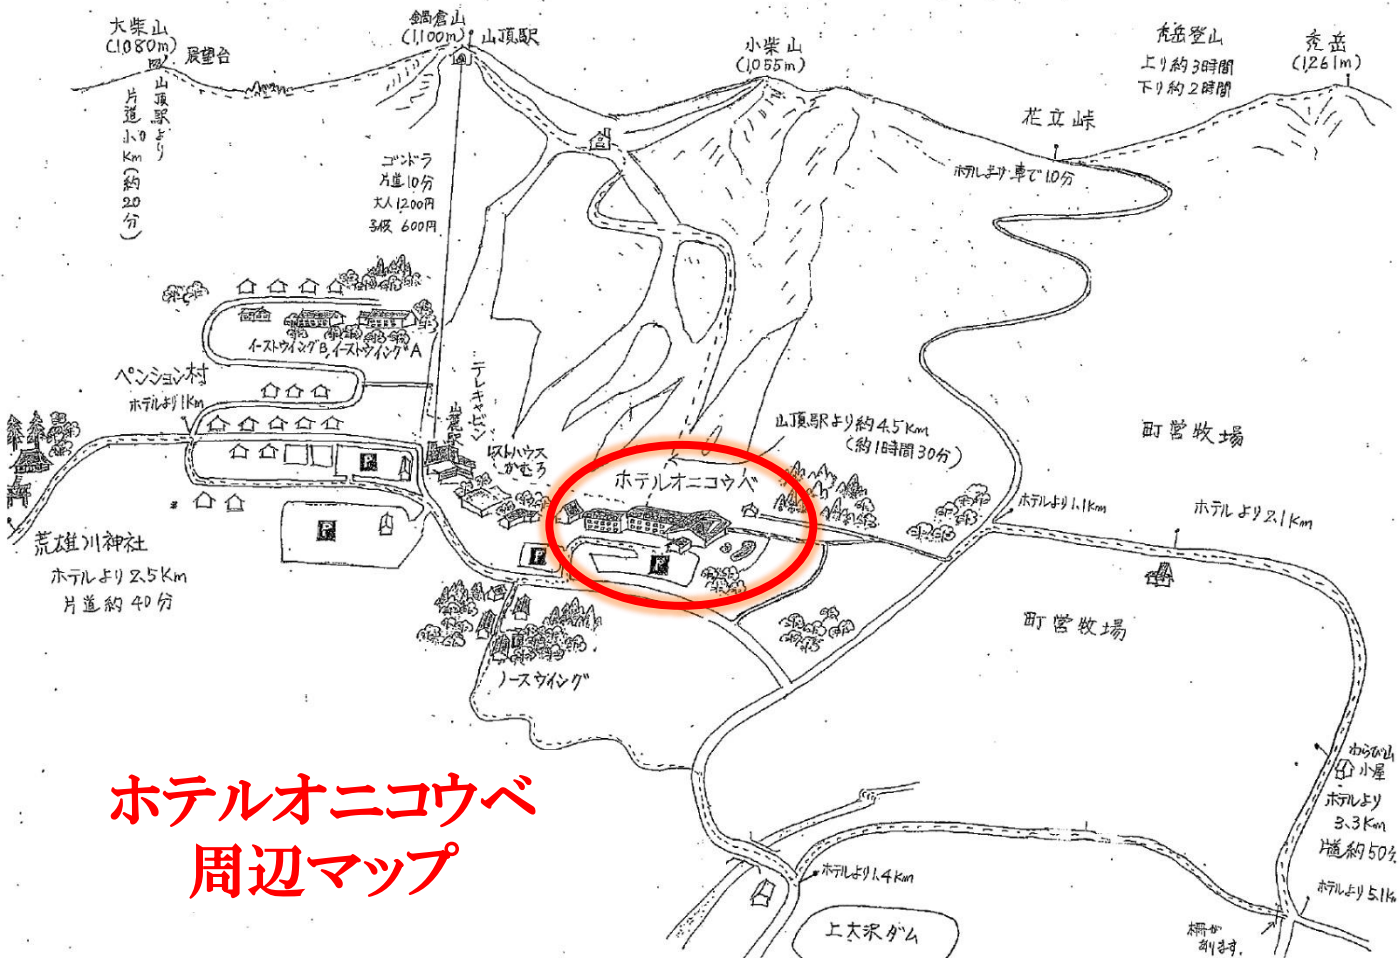 大柴山
(1,080m)
展望台
山頂駅より
片道 1.0Km(約20分)
鍋倉山
(1,100m)
山頂駅
小柴山
(1,055m)
禿岳登山
上り約3時間
下り約2時間
禿岳
(1,261m)
花立峠
ホテルより車で10分
ゴンドラ
片道10分
大人1,200円
子供 600円
イーストウイングB,イーストウイングA
ペンション村
ホテルより1Km
テレキャビン
山麓駅
レストハウス
かむろ
山頂駅より約4.5Km
(約1時間30分)
ホテルオニコウベ
町営牧場
ホテルより1.1Km
ホテルより2.1Km
荒雄川神社
ホテルより2.5Km
片道約40分
P
P
P
P
町営牧場
ノースウイング
わらび山
小屋
ホテルより
3.3Km
片道約50分
ホテルオニコウベ
周辺マップ
ホテルより1.4Km
ホテルより5.1Km
上大沢ダム
柵が
あります.